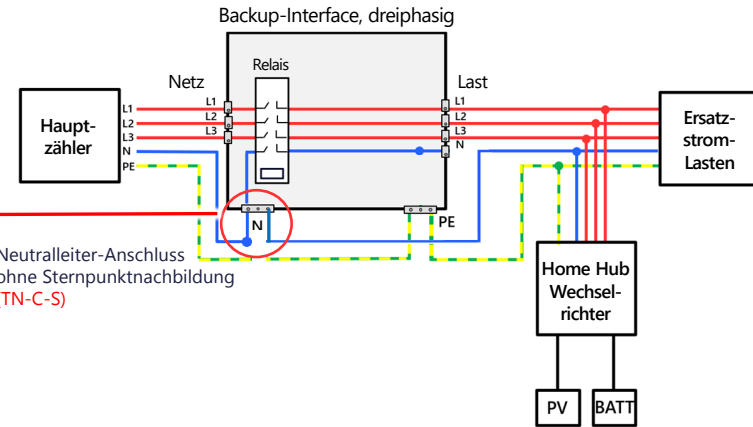 Backup-Interface, dreiphasig
Relais
Netz
Last
Haupt-
zähler
L1
L2
L3
N
PE
L1
L2
L3
L1
L2
L3
N
Ersatz-
strom-
Lasten
N
PE
Neutralleiter-Anschluss
ohne Sternpunktnachbildung
TN-C-S)
Home Hub
Wechsel-
richter
PV
BATT